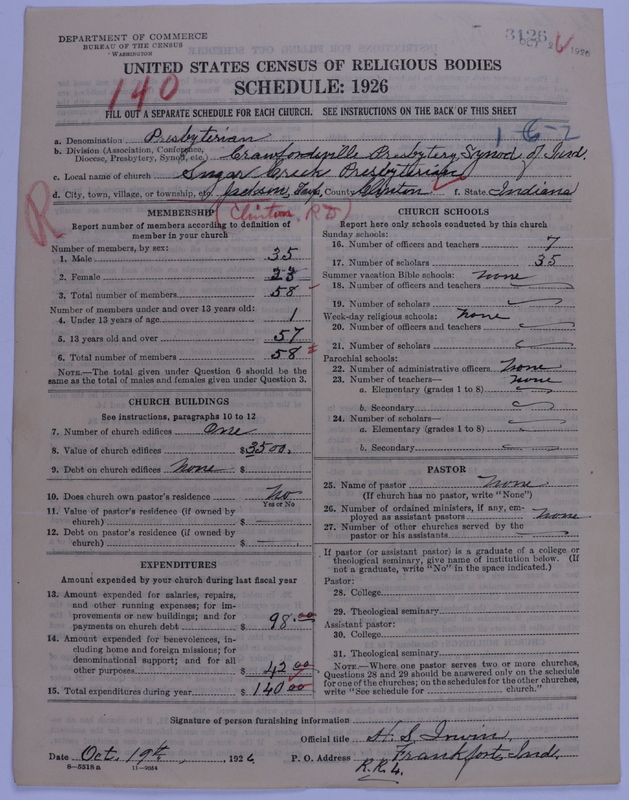 DEPARTMENT OF COMMERCE
BUREAU OF THE CENSUS
WASHINGTON
3126
OCT 26 1926
UNITED STATES CENSUS OF RELIGIOUS BODIES
SCHEDULE: 1926
140
FILL OUT A SEPARATE SCHEDULE FOR EACH CHURCH. SEE INSTRUCTIONS ON THE BACK OF THIS SHEET
1-6-2
a. Denomination Presbyterian
b. Division (Association, Conference, Diocese, Presbytery, Synod, etc.) Crawfordsville Presbytery, Synod of Ind.
c. Local name of church Sugar Creek Presbyterian
d. City, town, village, or township, etc. Jackson, Twp. County Clinton f. State Indiana
R
(Clinton, RD)
MEMBERSHIP
Report number of members according to definition of member in your church
Number of members, by sex:
1. Male 35
2. Female 23
3. Total number of members 58
Number of members under and over 13 years old:
4. Under 13 years of age 1
5. 13 years old and over 57
6. Total number of members 58
NOTE.—The total given under Question 6 should be the same as the total of males and females given under Question 3.
CHURCH BUILDINGS
See instructions, paragraphs 10 to 12
7. Number of church edifices One
8. Value of church edifices $3500.
9. Debt on church edifices None $
10. Does church own pastor's residence No
Yes or No
11. Value of pastor's residence (if owned by church) $ —
12. Debt on pastor's residence (if owned by church) $ —
EXPENDITURES
Amount expended by your church during last fiscal year
13. Amount expended for salaries, repairs, and other running expenses; for improvements or new buildings; and for payments on church debt $ 98.00
14. Amount expended for benevolences, including home and foreign missions; for denominational support; and for all other purposes $ 42 00
15. Total expenditures during year $ 140 00
CHURCH SCHOOLS
Report here only schools conducted by this church
Sunday schools:
16. Number of officers and teachers 7
17. Number of scholars 35
Summer vacation Bible schools: None
18. Number of officers and teachers
19. Number of scholars
Week-day religious schools: None
20. Number of officers and teachers
21. Number of scholars
Parochial schools:
22. Number of administrative officers None
23. Number of teachers— None
a. Elementary (grades 1 to 8)
b. Secondary
24. Number of scholars—
a. Elementary (grades 1 to 8)
b. Secondary
PASTOR
25. Name of pastor None
(If church has no pastor, write "None")
26. Number of ordained ministers, if any, employed as assistant pastors None
27. Number of other churches served by the pastor or his assistants
If pastor (or assistant pastor) is a graduate of a college or theological seminary, give name of institution below. (If not a graduate, write "No" in the space indicated.)
Pastor:
28. College
29. Theological seminary
Assistant pastor:
30. College
31. Theological seminary
NOTE.—Where one pastor serves two or more churches, Questions 28 and 29 should be answered only on the schedule for one of the churches; on the schedules for the other churches, write "See schedule for church."
Signature of person furnishing information
Official title H. S. Irwin
Date Oct. 19th, 1926 P. O. Address Frankfort, Ind.
R.R. 4.
8—5518a 11—9054